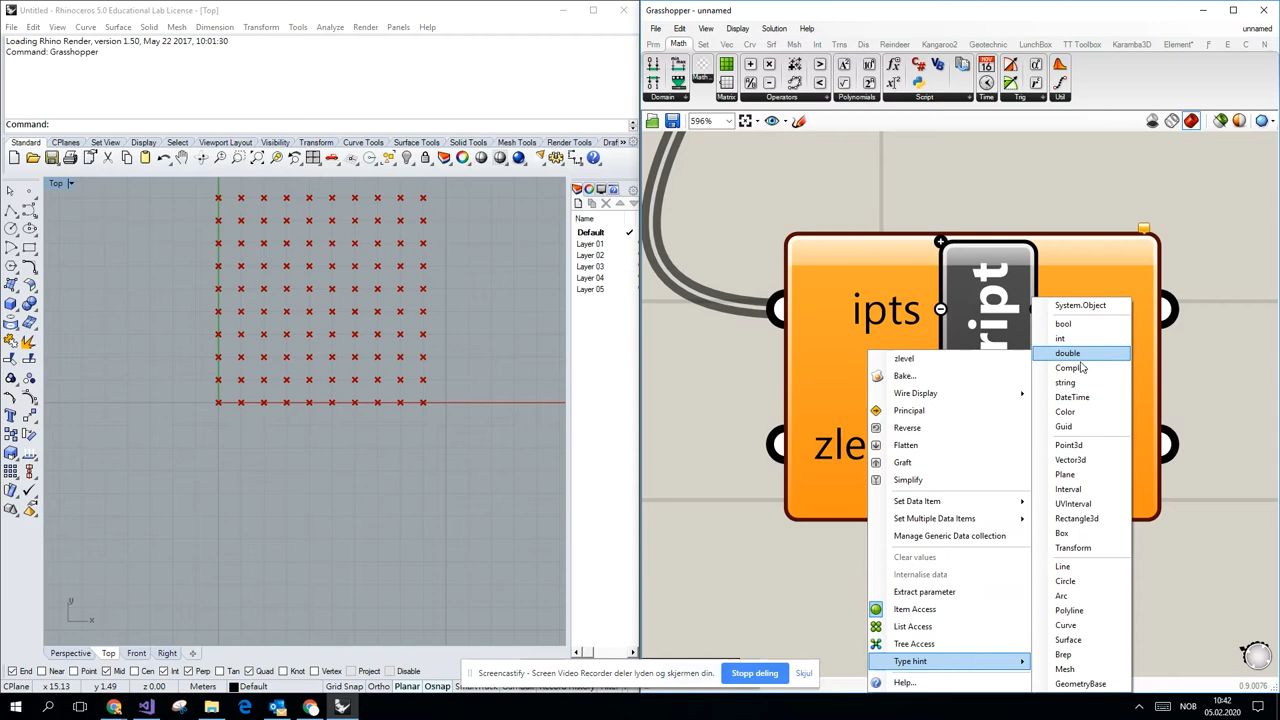 Untitled - Rhinoceros 5.0 Educational Lab License - [Top]
File Edit View Curve Surface Solid Mesh Dimension Transform Tools Analyze Render Panels Help
Loading Rhino Render, version 1.50, May 22 2017, 10:01:30
Command: Grasshopper
Command:
Standard CPlanes Set View Display Select Viewport Layout Visibility Transform Curve Tools Surface Tools Mesh Tools Render Tools Draf »
Top
Name
Default
Layer 01
Layer 02
Layer 03
Layer 04
Layer 05
y
x
Perspective Top Front Right
End Near Point Mid Cen Int Perp Tan Quad Knot Vertex Project Disable
CPlane x 15.13 y 1.49 z 0.00 Meters Default Grid Snap Ortho Planar Osnap
Grasshopper - unnamed
File Edit View Display Solution Help
unnamed
Prm Math Set Vec Crv Srf Msh Int Trns Dis Reindeer Kangaroo2 Geotechnic LunchBox TT Toolbox Karamba3D Element* F E C N
Math...
NOV
16
C# VB
Domain Matrix Operators Polynomials Script Time Trig Util
596%
ipts
ript
zle
zlevel
Bake...
Wire Display
Principal
Reverse
Flatten
Graft
Simplify
Set Data Item
Set Multiple Data Items
Manage Generic Data collection
Clear values
Internalise data
Extract parameter
Item Access
List Access
Tree Access
Type hint
Help...
System.Object
bool
int
double
Compl
string
DateTime
Color
Guid
Point3d
Vector3d
Plane
Interval
UVInterval
Rectangle3d
Box
Transform
Line
Circle
Arc
Polyline
Curve
Surface
Brep
Mesh
GeometryBase
Screencastify - Screen Video Recorder deler lyden og skjermen din. Stopp deling Skjul
0.9.0076
NOB
10:42
05.02.2020